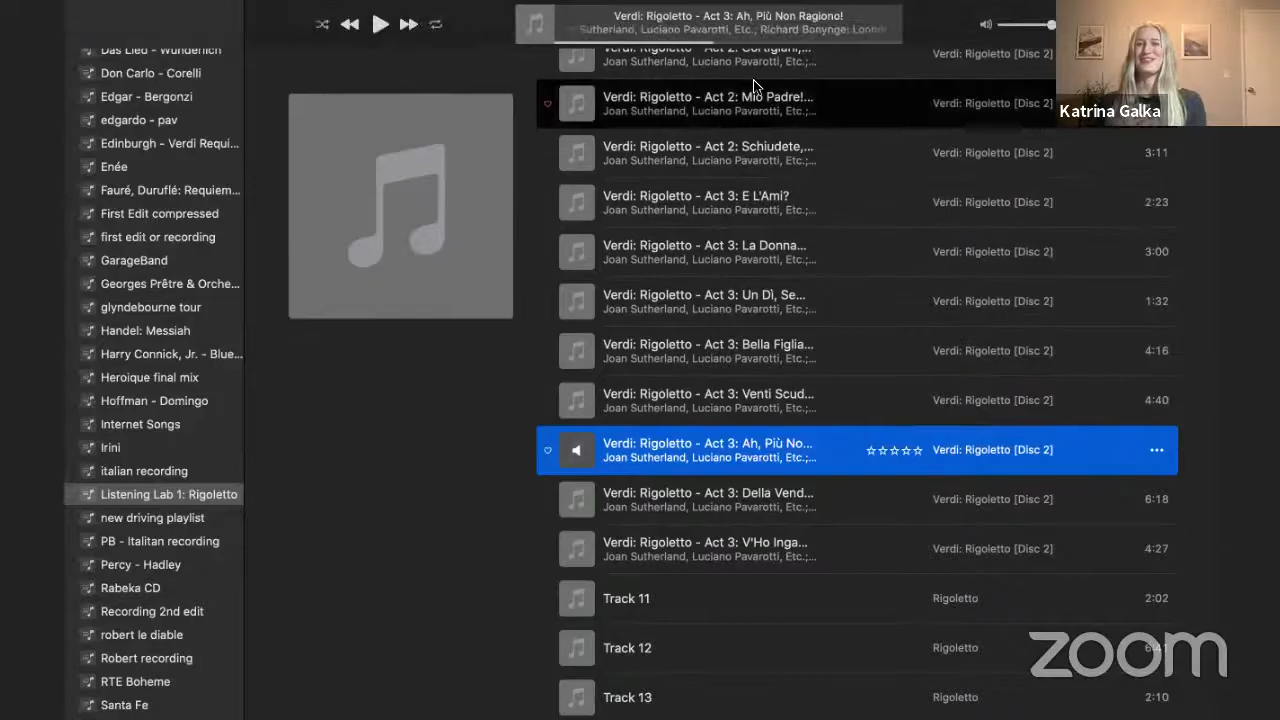 Verdi: Rigoletto - Act 3: Ah, Più Non Ragiono!
Sutherland, Luciano Pavarotti, Etc.; Richard Bonynge: Londo
Katrina Galka
Das Lied - Wunderlich
Don Carlo - Corelli
Edgar - Bergonzi
edgardo - pav
Edinburgh - Verdi Requi...
Enée
Fauré, Duruflé: Requiem...
First Edit compressed
first edit or recording
GarageBand
Georges Prêtre & Orche...
glyndebourne tour
Handel: Messiah
Harry Connick, Jr. - Blue...
Heroique final mix
Hoffman - Domingo
Internet Songs
Irini
italian recording
Listening Lab 1: Rigoletto
new driving playlist
PB - Italitan recording
Percy - Hadley
Rabeka CD
Recording 2nd edit
robert le diable
Robert recording
RTE Boheme
Santa Fe
Verdi: Rigoletto - Act 2: Cortigiani,...
Joan Sutherland, Luciano Pavarotti, Etc.;...
Verdi: Rigoletto [Disc 2]
Verdi: Rigoletto - Act 2: Mio Padre!...
Joan Sutherland, Luciano Pavarotti, Etc.;...
Verdi: Rigoletto [Disc 2]
Verdi: Rigoletto - Act 2: Schiudete,...
Joan Sutherland, Luciano Pavarotti, Etc.;...
Verdi: Rigoletto [Disc 2] 3:11
Verdi: Rigoletto - Act 3: E L'Ami?
Joan Sutherland, Luciano Pavarotti, Etc.;...
Verdi: Rigoletto [Disc 2] 2:23
Verdi: Rigoletto - Act 3: La Donna...
Joan Sutherland, Luciano Pavarotti, Etc.;...
Verdi: Rigoletto [Disc 2] 3:00
Verdi: Rigoletto - Act 3: Un Dì, Se...
Joan Sutherland, Luciano Pavarotti, Etc.;...
Verdi: Rigoletto [Disc 2] 1:32
Verdi: Rigoletto - Act 3: Bella Figlia...
Joan Sutherland, Luciano Pavarotti, Etc.;...
Verdi: Rigoletto [Disc 2] 4:16
Verdi: Rigoletto - Act 3: Venti Scud...
Joan Sutherland, Luciano Pavarotti, Etc.;...
Verdi: Rigoletto [Disc 2] 4:40
Verdi: Rigoletto - Act 3: Ah, Più No...
Joan Sutherland, Luciano Pavarotti, Etc.;...
Verdi: Rigoletto [Disc 2]
Verdi: Rigoletto - Act 3: Della Vend...
Joan Sutherland, Luciano Pavarotti, Etc.;...
Verdi: Rigoletto [Disc 2] 6:18
Verdi: Rigoletto - Act 3: V'Ho Inga...
Joan Sutherland, Luciano Pavarotti, Etc.;...
Verdi: Rigoletto [Disc 2] 4:27
Track 11 Rigoletto 2:02
Track 12 Rigoletto 6:41
Track 13 Rigoletto 2:10
zoom